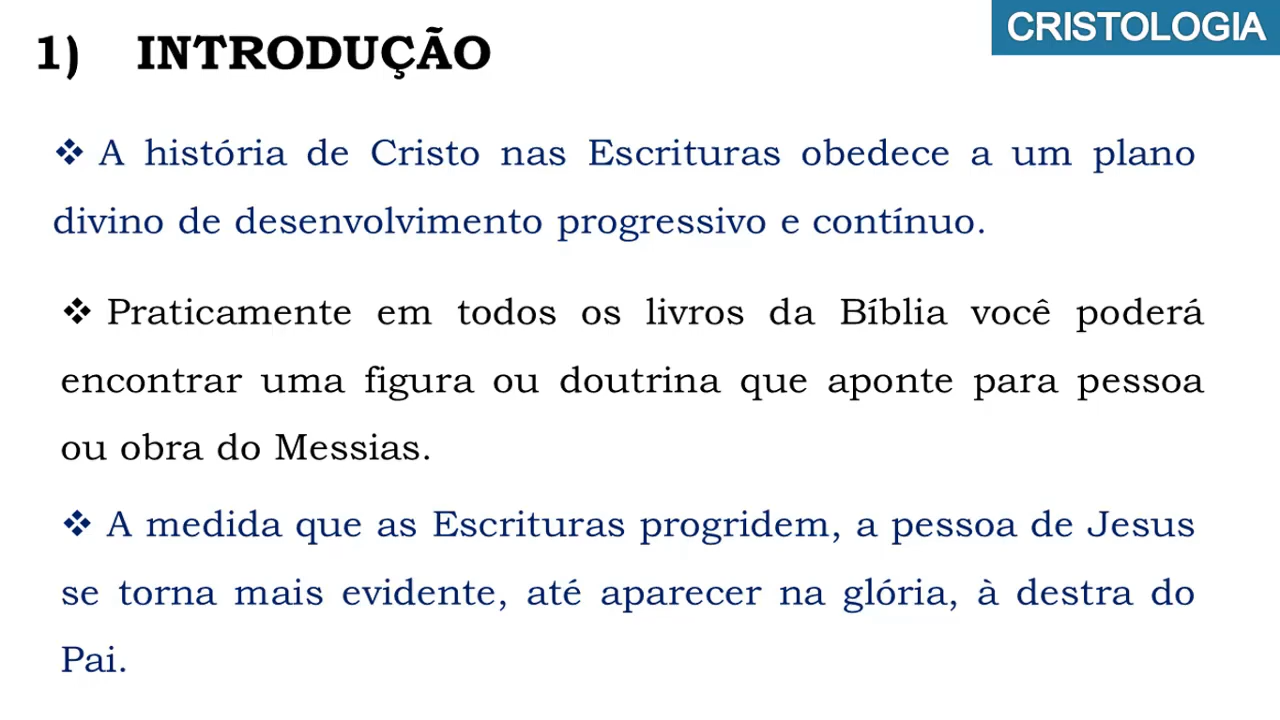 CRISTOLOGIA
1) INTRODUÇÃO
❖ A história de Cristo nas Escrituras obedece a um plano
divino de desenvolvimento progressivo e contínuo.
❖ Praticamente em todos os livros da Bíblia você poderá
encontrar uma figura ou doutrina que aponte para pessoa
ou obra do Messias.
❖ A medida que as Escrituras progridem, a pessoa de Jesus
se torna mais evidente, até aparecer na glória, à destra do
Pai.